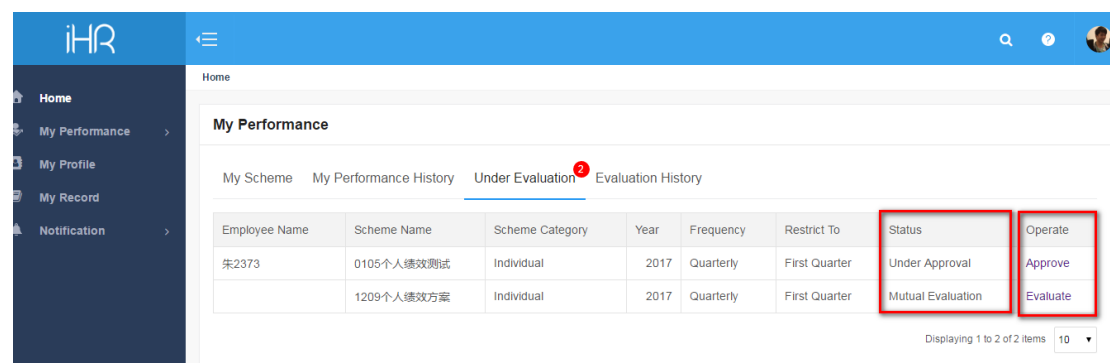 iHR
Home
Home
My Performance
My Profile
My Record
Notification
My Performance
My Scheme My Performance History Under Evaluation 2 Evaluation History
Employee Name Scheme Name Scheme Category Year Frequency Restrict To Status Operate
朱2373 0105个人绩效测试 Individual 2017 Quarterly First Quarter Under Approval Approve
1209个人绩效方案 Individual 2017 Quarterly First Quarter Mutual Evaluation Evaluate
Displaying 1 to 2 of 2 items 10